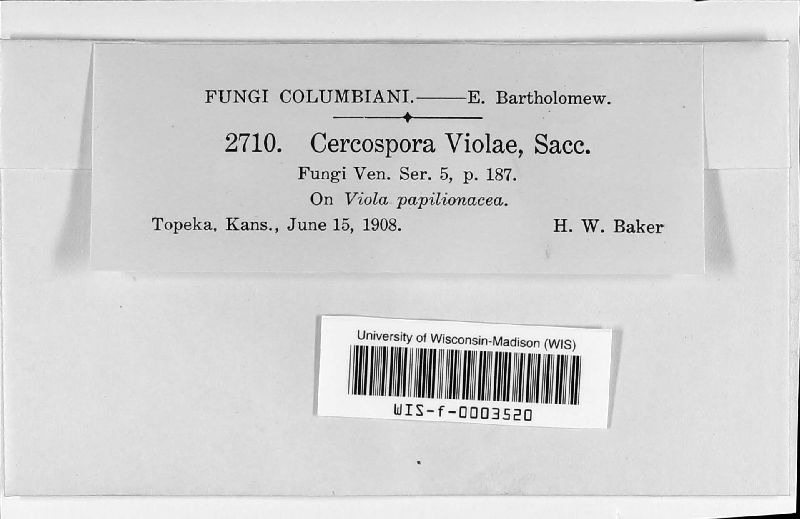 FUNGI COLUMBIANI.——E. Bartholomew.
2710. Cercospora Violae, Sacc.
Fungi Ven. Ser. 5, p. 187.
On Viola papilionacea.
Topeka, Kans., June 15, 1908. H. W. Baker
University of Wisconsin-Madison (WIS)
WIS-f-0003520